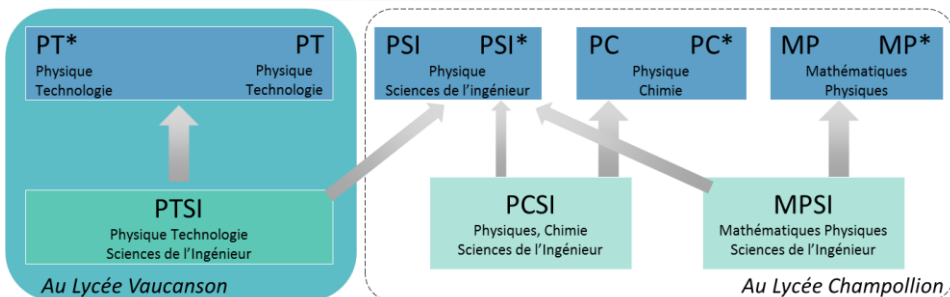 PT* PT
Physique Physique
Technologie Technologie
PSI PSI*
Physique
Sciences de l'ingénieur
PC PC*
Physique
Chimie
MP MP*
Mathématiques
Physiques
PTSI
Physique Technologie
Sciences de l'Ingénieur
PCSI
Physiques, Chimie
Sciences de l'Ingénieur
MPSI
Mathématiques Physiques
Sciences de l'Ingénieur
Au Lycée Vaucanson
Au Lycée Champollion